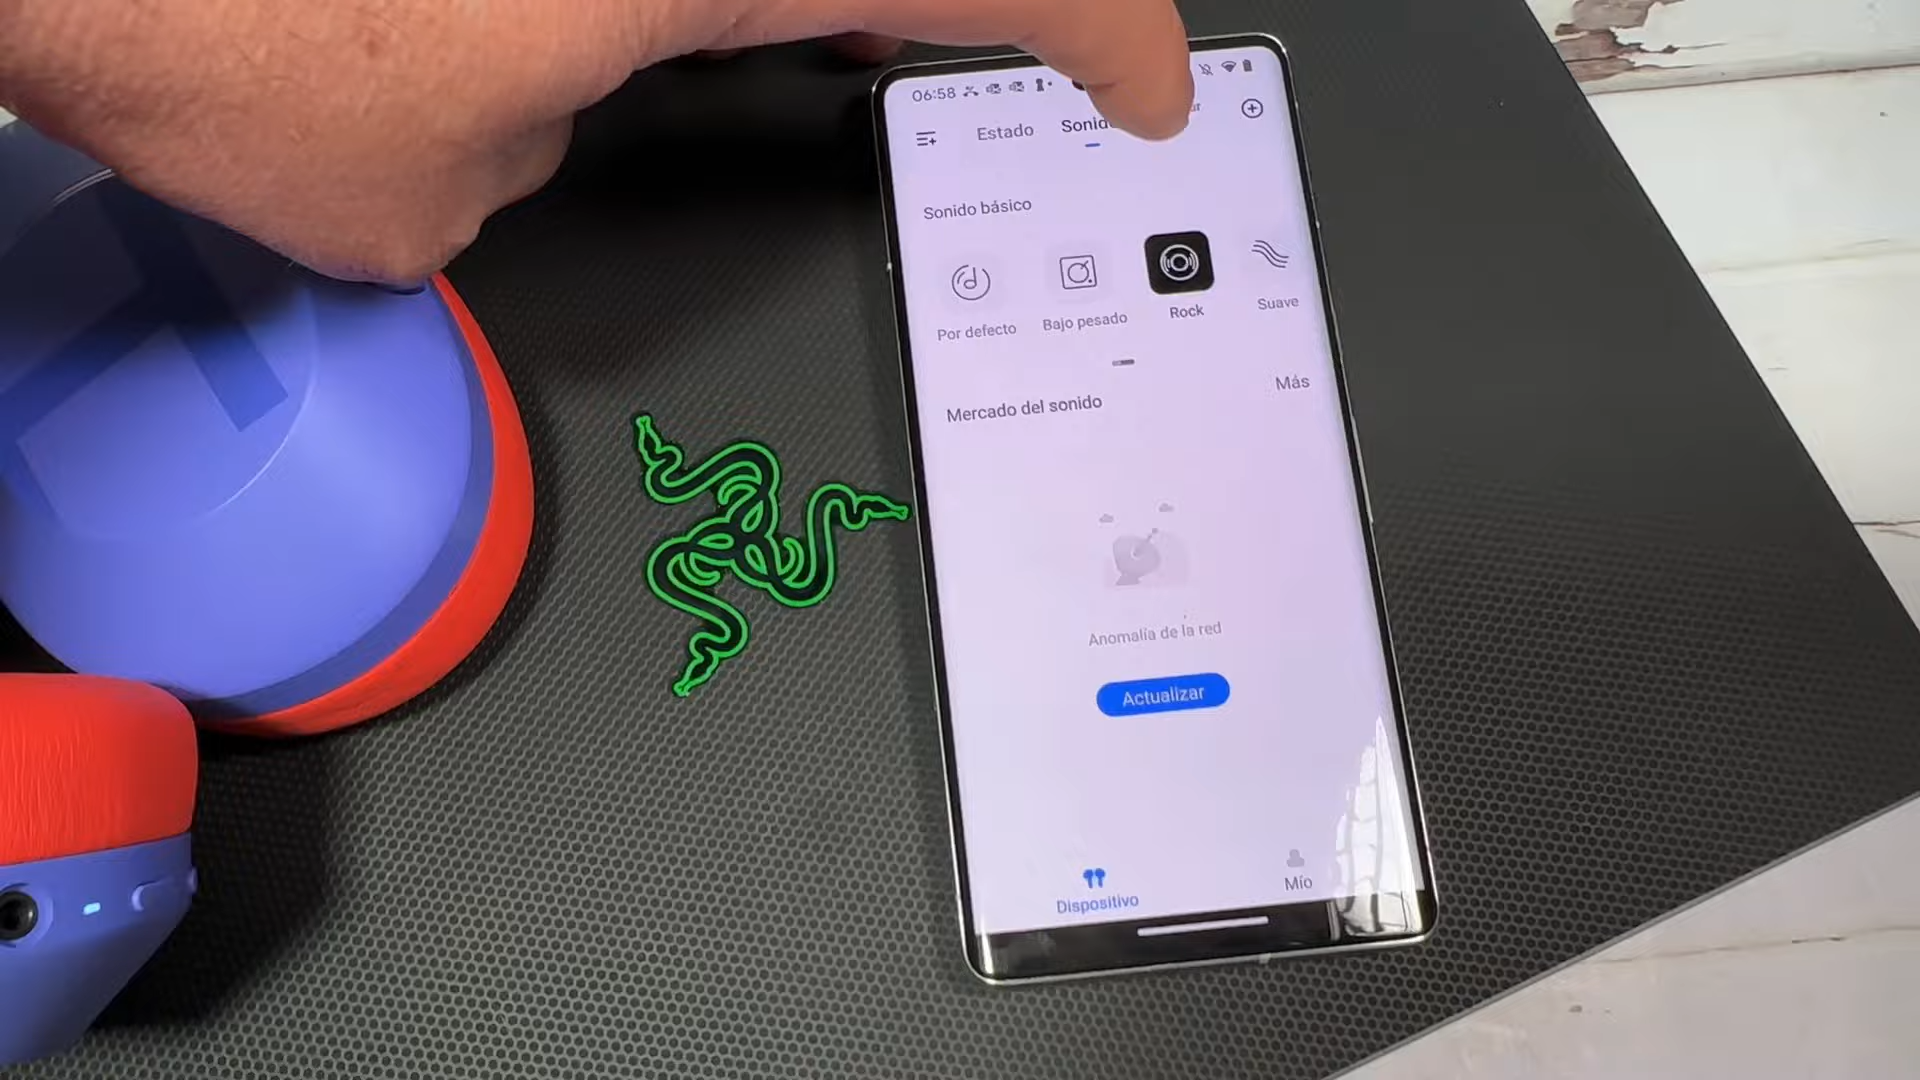 06:58
Estado
Sonido básico
Por defecto
Bajo pesado
Rock
Suave
Más
Mercado del sonido
Anomalía de la red
Actualizar
Dispositivo
Mío